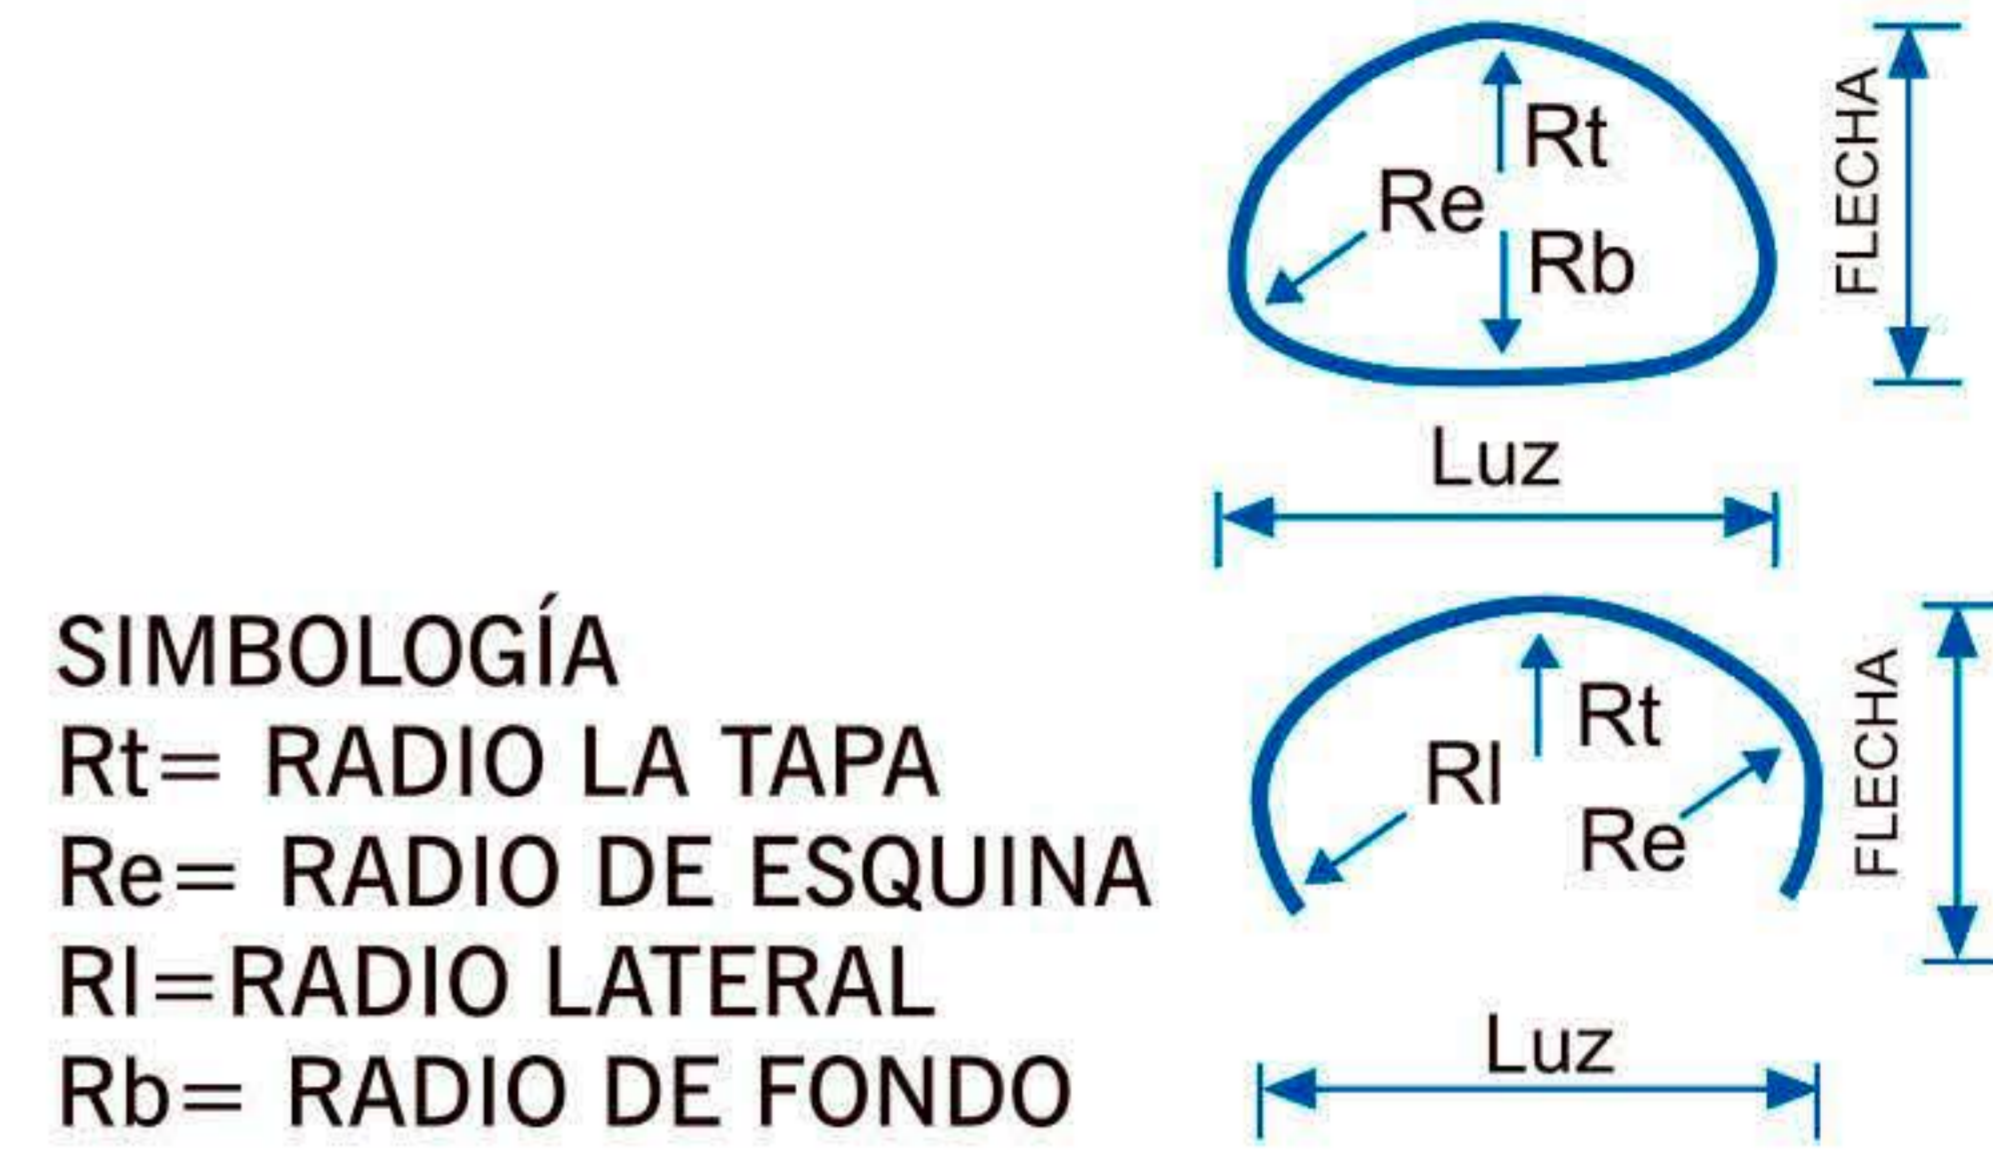 Rt
Re
Rb
FLECHA
Luz
SIMBOLOGÍA
Rt= RADIO LA TAPA
Re= RADIO DE ESQUINA
Rl=RADIO LATERAL
Rb= RADIO DE FONDO
Rt
Rl
Re
FLECHA
Luz